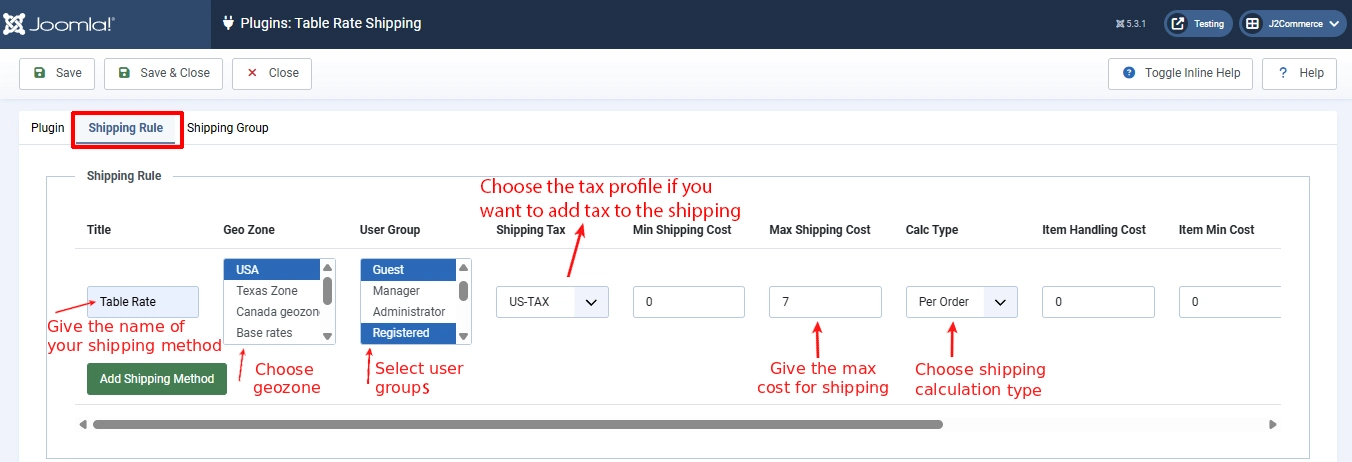 Joomla!®
Plugins: Table Rate Shipping
5.3.1
Testing
J2Commerce
Save
Save & Close
Close
Toggle Inline Help
? Help
Plugin
Shipping Rule
Shipping Group
Shipping Rule
Choose the tax profile if you
want to add tax to the shipping
Title
Geo Zone
User Group
Shipping Tax
Min Shipping Cost
Max Shipping Cost
Calc Type
Item Handling Cost
Item Min Cost
Table Rate
USA
Texas Zone
Canada geozon
Base rates
Guest
Manager
Administrator
Registered
US-TAX
0
7
Per Order
0
0
Give the name of
your shipping method
Choose
geozone
Select user
groups
Give the max
cost for shipping
Choose shipping
calculation type
Add Shipping Method